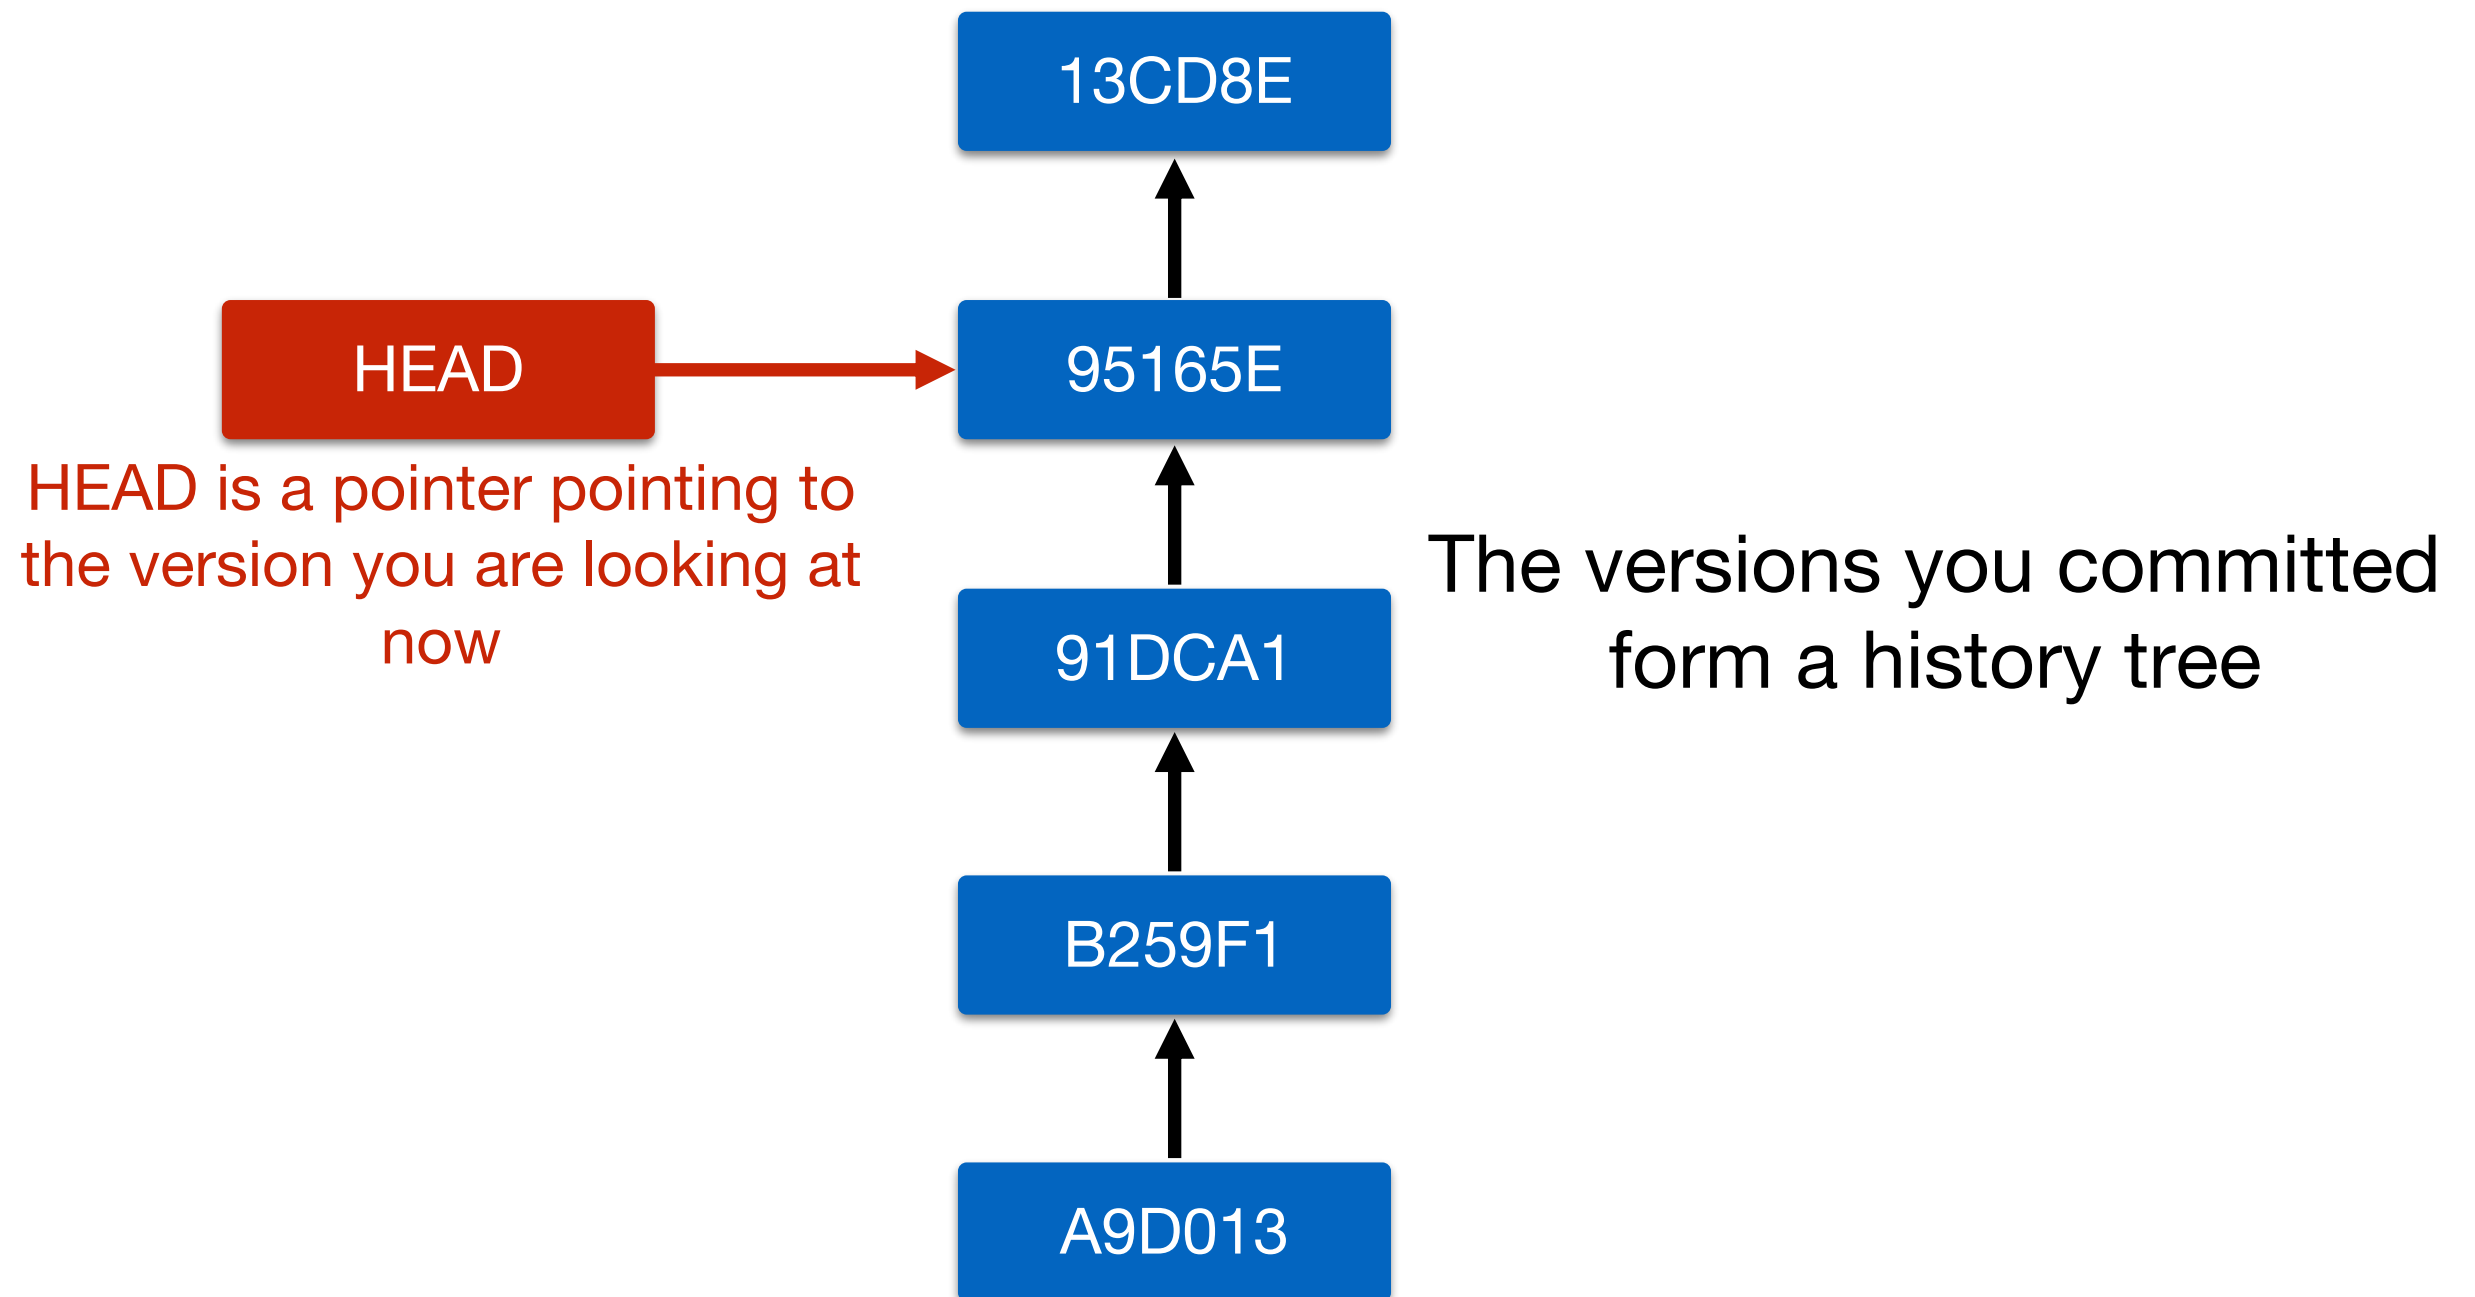 13CD8E
HEAD
95165E
HEAD is a pointer pointing to
the version you are looking at
now
The versions you committed
form a history tree
91DCA1
B259F1
A9D013